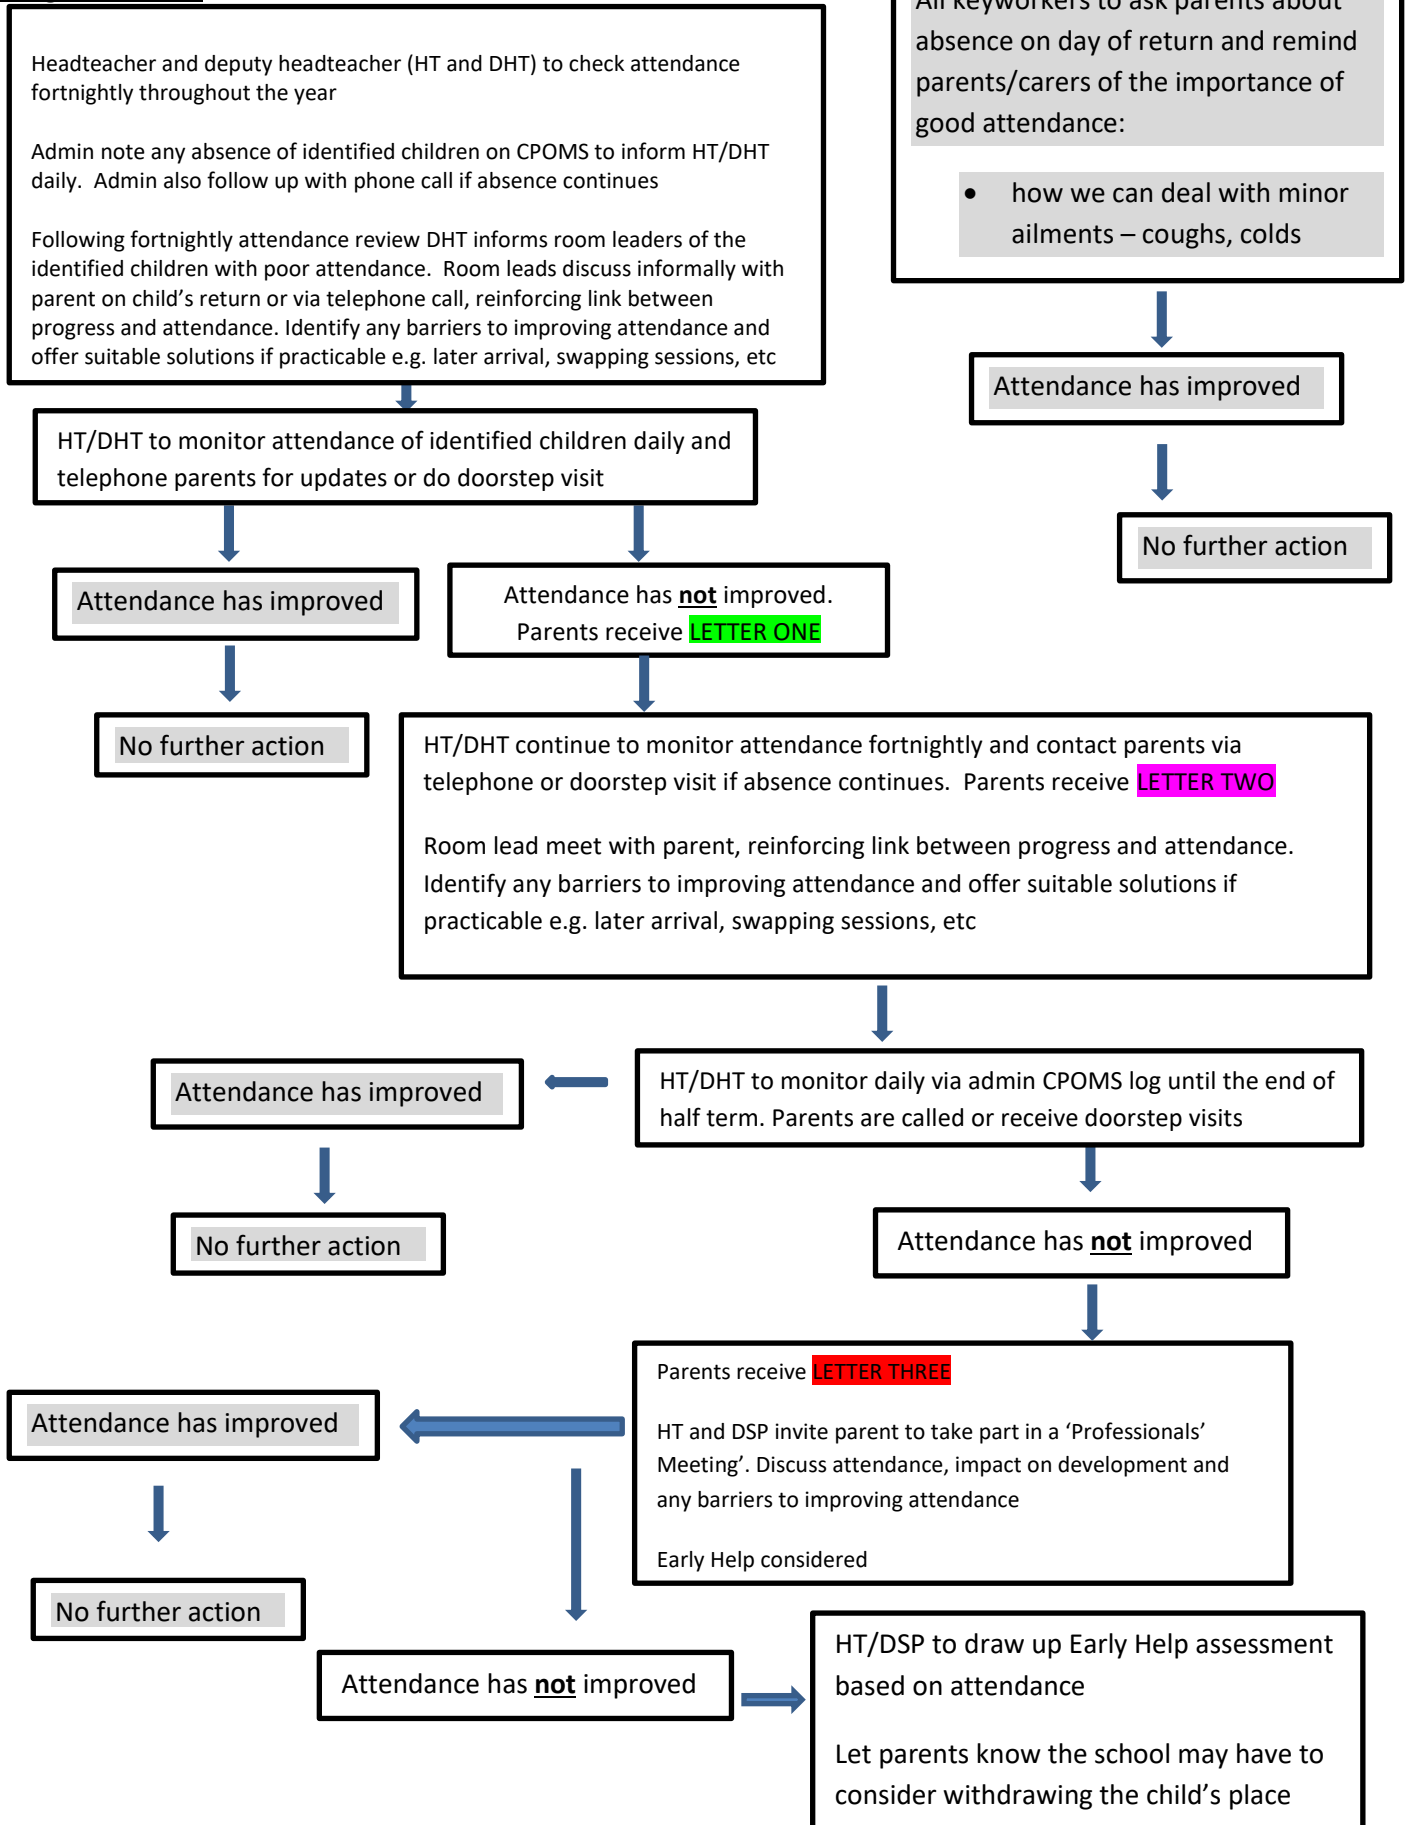 Headteacher and deputy headteacher (HT and DHT) to check attendance
fortnightly throughout the year
Admin note any absence of identified children on CPOMS to inform HT/DHT
daily.  Admin also follow up with phone call if absence continues
Following fortnightly attendance review DHT informs room leaders of the
identified children with poor attendance.  Room leads discuss informally with
parent on child's return or via telephone call, reinforcing link between
progress and attendance. Identify any barriers to improving attendance and
offer suitable solutions if practicable e.g. later arrival, swapping sessions, etc
All keyworkers to ask parents about
absence on day of return and remind
parents/carers of the importance of
good attendance:
• how we can deal with minor
ailments – coughs, colds
Attendance has improved
No further action
HT/DHT to monitor attendance of identified children daily and
telephone parents for updates or do doorstep visit
Attendance has improved
No further action
Attendance has not improved.
Parents receive LETTER ONE
HT/DHT continue to monitor attendance fortnightly and contact parents via
telephone or doorstep visit if absence continues.  Parents receive LETTER TWO
Room lead meet with parent, reinforcing link between progress and attendance.
Identify any barriers to improving attendance and offer suitable solutions if
practicable e.g. later arrival, swapping sessions, etc
HT/DHT to monitor daily via admin CPOMS log until the end of
half term. Parents are called or receive doorstep visits
Attendance has improved
No further action
Attendance has not improved
Parents receive LETTER THREE
HT and DSP invite parent to take part in a ‘Professionals’
Meeting’. Discuss attendance, impact on development and
any barriers to improving attendance
Early Help considered
Attendance has improved
No further action
Attendance has not improved
HT/DSP to draw up Early Help assessment
based on attendance
Let parents know the school may have to
consider withdrawing the child’s place